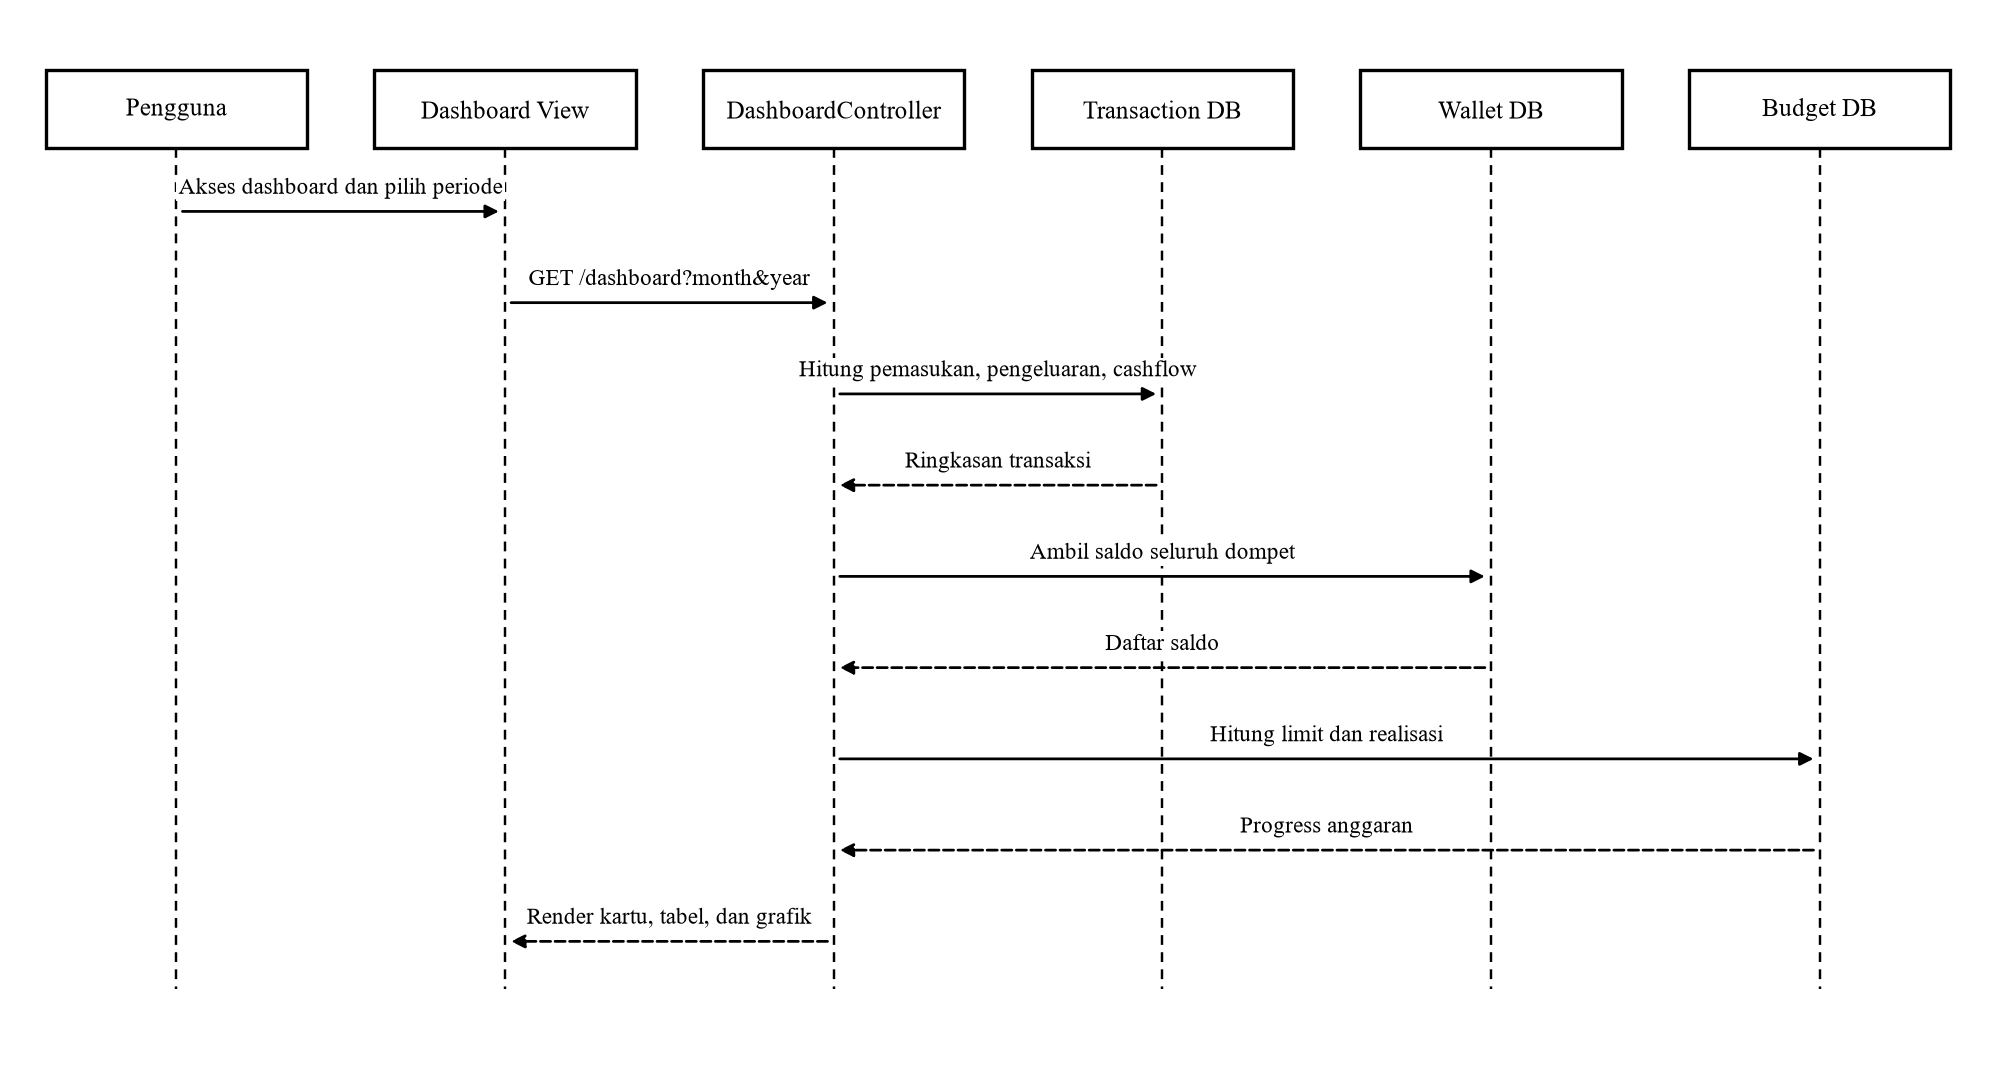 Pengguna
Dashboard View
DashboardController
Transaction DB
Wallet DB
Budget DB
Akses dashboard dan pilih periode
GET /dashboard?month&year
Hitung pemasukan, pengeluaran, cashflow
Ringkasan transaksi
Ambil saldo seluruh dompet
Daftar saldo
Hitung limit dan realisasi
Progress anggaran
Render kartu, tabel, dan grafik